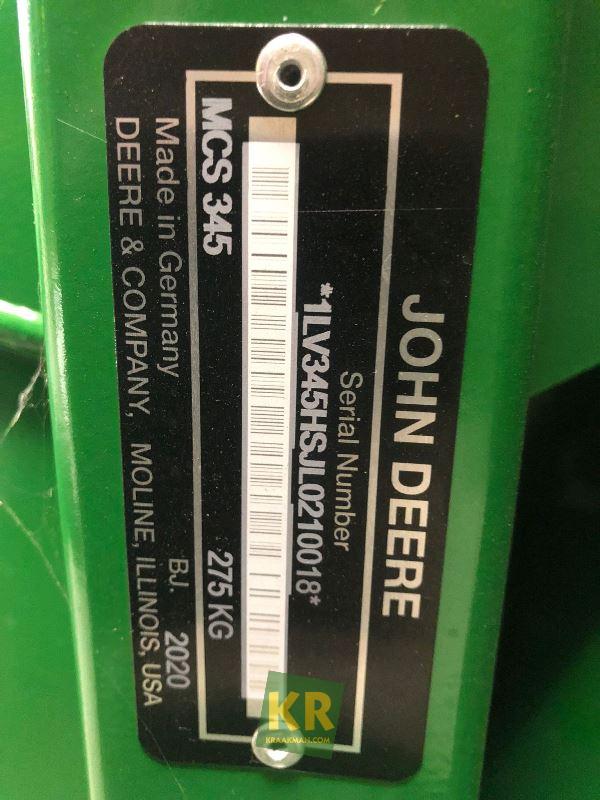 JOHN DEERE
Serial Number
*1LV345HSJL0210018*
MCS 345 275 KG
Made in Germany BJ. 2020
DEERE & COMPANY, MOLINE, ILLINOIS, USA
KR
KRAAKMAN.COM